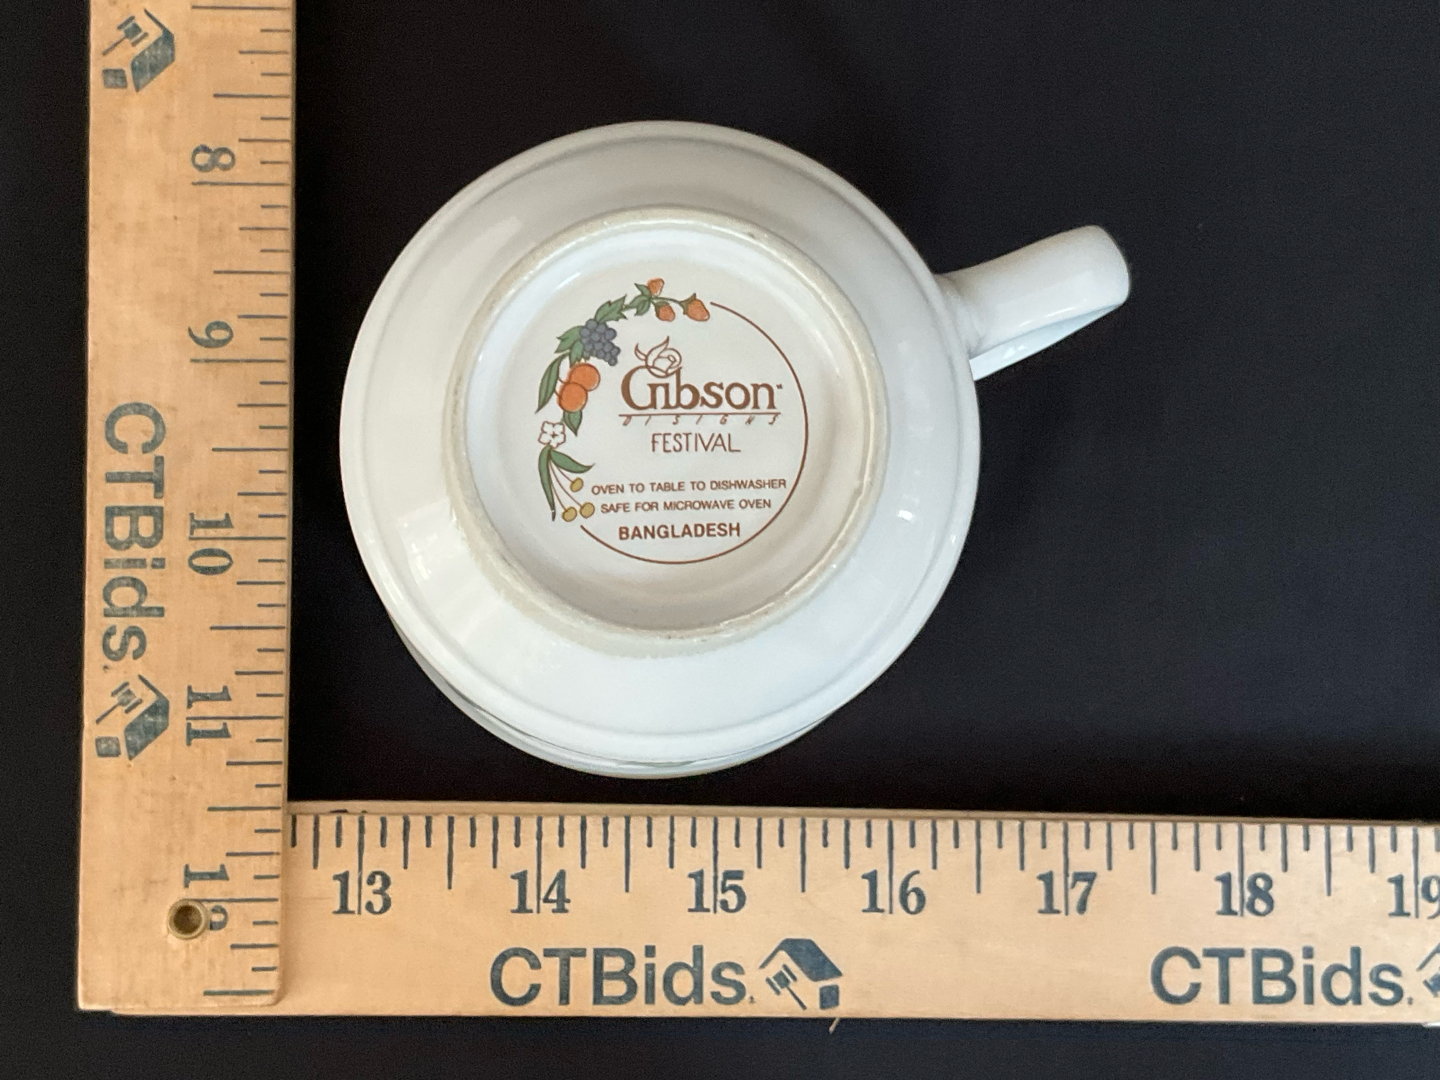 8
9
CTBids.
10
11
12
Gibson
DESIGNS
FESTIVAL
OVEN TO TABLE TO DISHWASHER
SAFE FOR MICROWAVE OVEN
BANGLADESH
13 14 15 16 17 18 19
CTBids. CTBids.